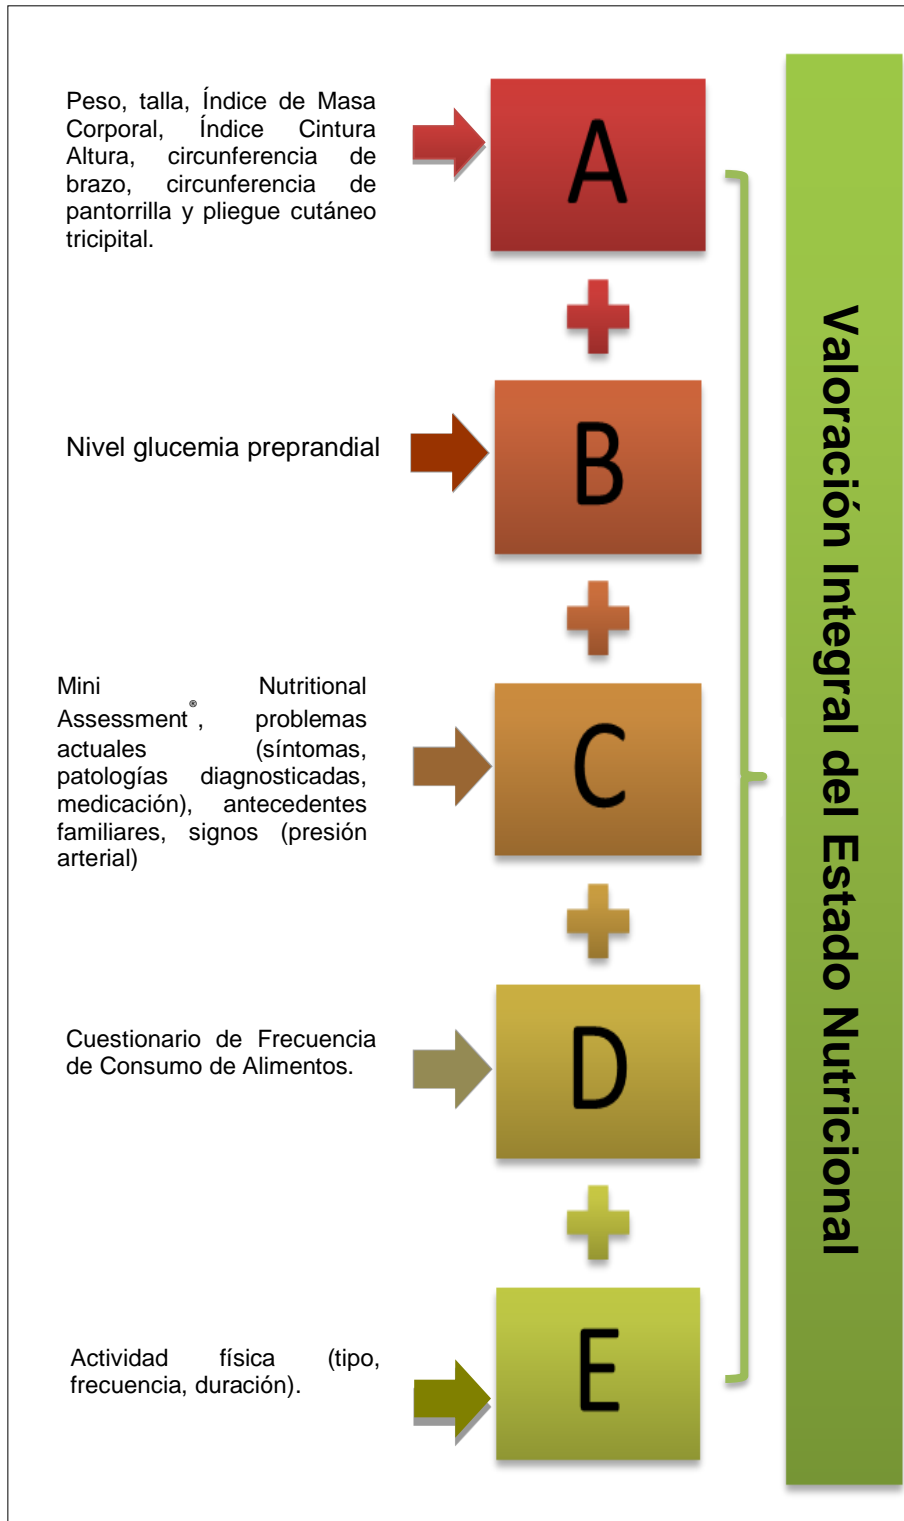 Peso, talla, Índice de Masa
Corporal, Índice Cintura
Altura, circunferencia de
brazo, circunferencia de
pantorrilla y pliegue cutáneo
tricipital.
A
Nivel glucemia preprandial
B
Mini Nutritional
Assessment®, problemas
actuales (síntomas,
patologías diagnosticadas,
medicación), antecedentes
familiares, signos (presión
arterial)
C
Cuestionario de Frecuencia
de Consumo de Alimentos.
D
Actividad física (tipo,
frecuencia, duración).
E
Valoración Integral del Estado Nutricional